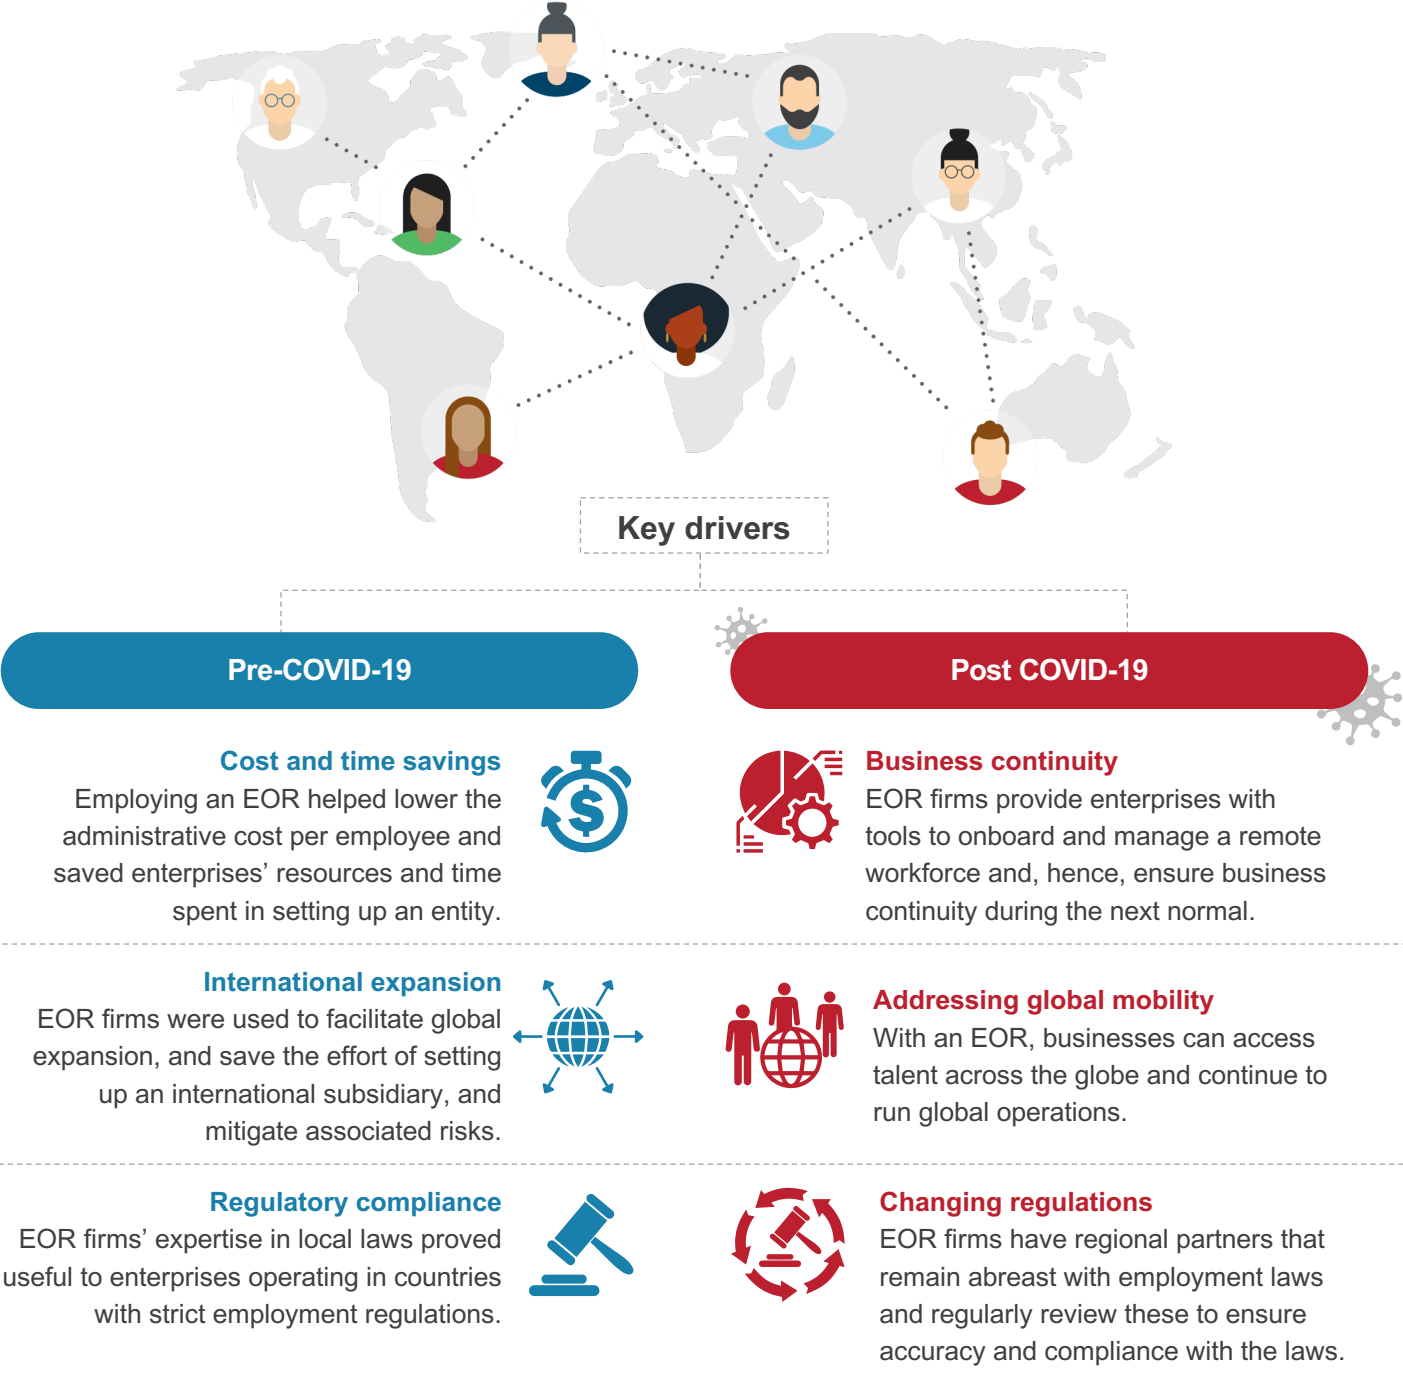 Key drivers
Pre-COVID-19
Cost and time savings
Employing an EOR helped lower the
administrative cost per employee and
saved enterprises’ resources and time
spent in setting up an entity.
International expansion
EOR firms were used to facilitate global
expansion, and save the effort of setting
up an international subsidiary, and
mitigate associated risks.
Regulatory compliance
EOR firms’ expertise in local laws proved
useful to enterprises operating in countries
with strict employment regulations.
Post COVID-19
Business continuity
EOR firms provide enterprises with
tools to onboard and manage a remote
workforce and, hence, ensure business
continuity during the next normal.
Addressing global mobility
With an EOR, businesses can access
talent across the globe and continue to
run global operations.
Changing regulations
EOR firms have regional partners that
remain abreast with employment laws
and regularly review these to ensure
accuracy and compliance with the laws.